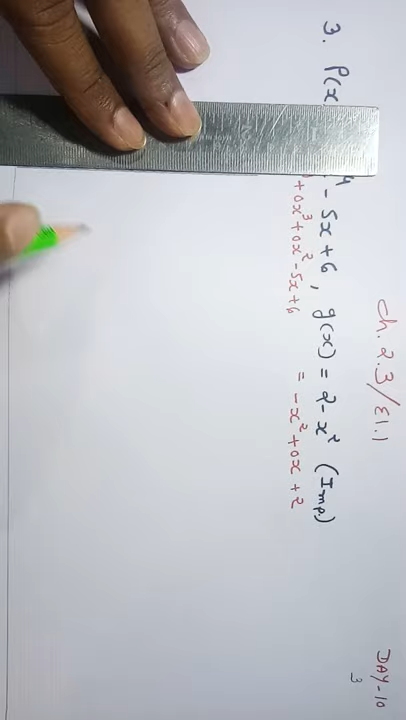 Ch. 2.3/E1.1
DAY-10
3
3. P(x 4 - 5x + 6, g(x) = 2 - x² (Imp.)
+ 0x³ + 0x² - 5x + 6 = - x² + 0x + 2